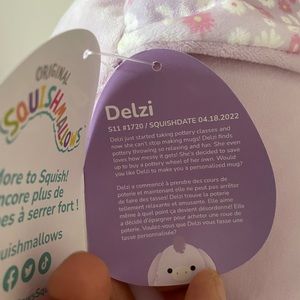 ORIGINAL
SQUISHMALLOWS
More to Squish!
encore plus de
es à serrer fort !
quishmallows
Delzi
S11 #1720 / SQUISHDATE 04.18.2022
Delzi just started taking pottery classes and
now she can't stop making mugs! Delzi finds
pottery throwing so relaxing and fun. She even
loves how messy it gets! She's decided to save
up to buy a pottery wheel of her own. Would
you like Delzi to make you a personalized mug?
Delzi a commencé à prendre des cours de
poterie et maintenant elle ne peut plus s'arrêter
de faire des tasses! Delzi trouve la poterie
tellement relaxante et amusante. Elle aime
même à quel point ça devient désordonné! Elle a
décidé d'épargner pour acheter une roue de
poterie. Voulez-vous que Delzi vous fasse une
tasse personnalisée?